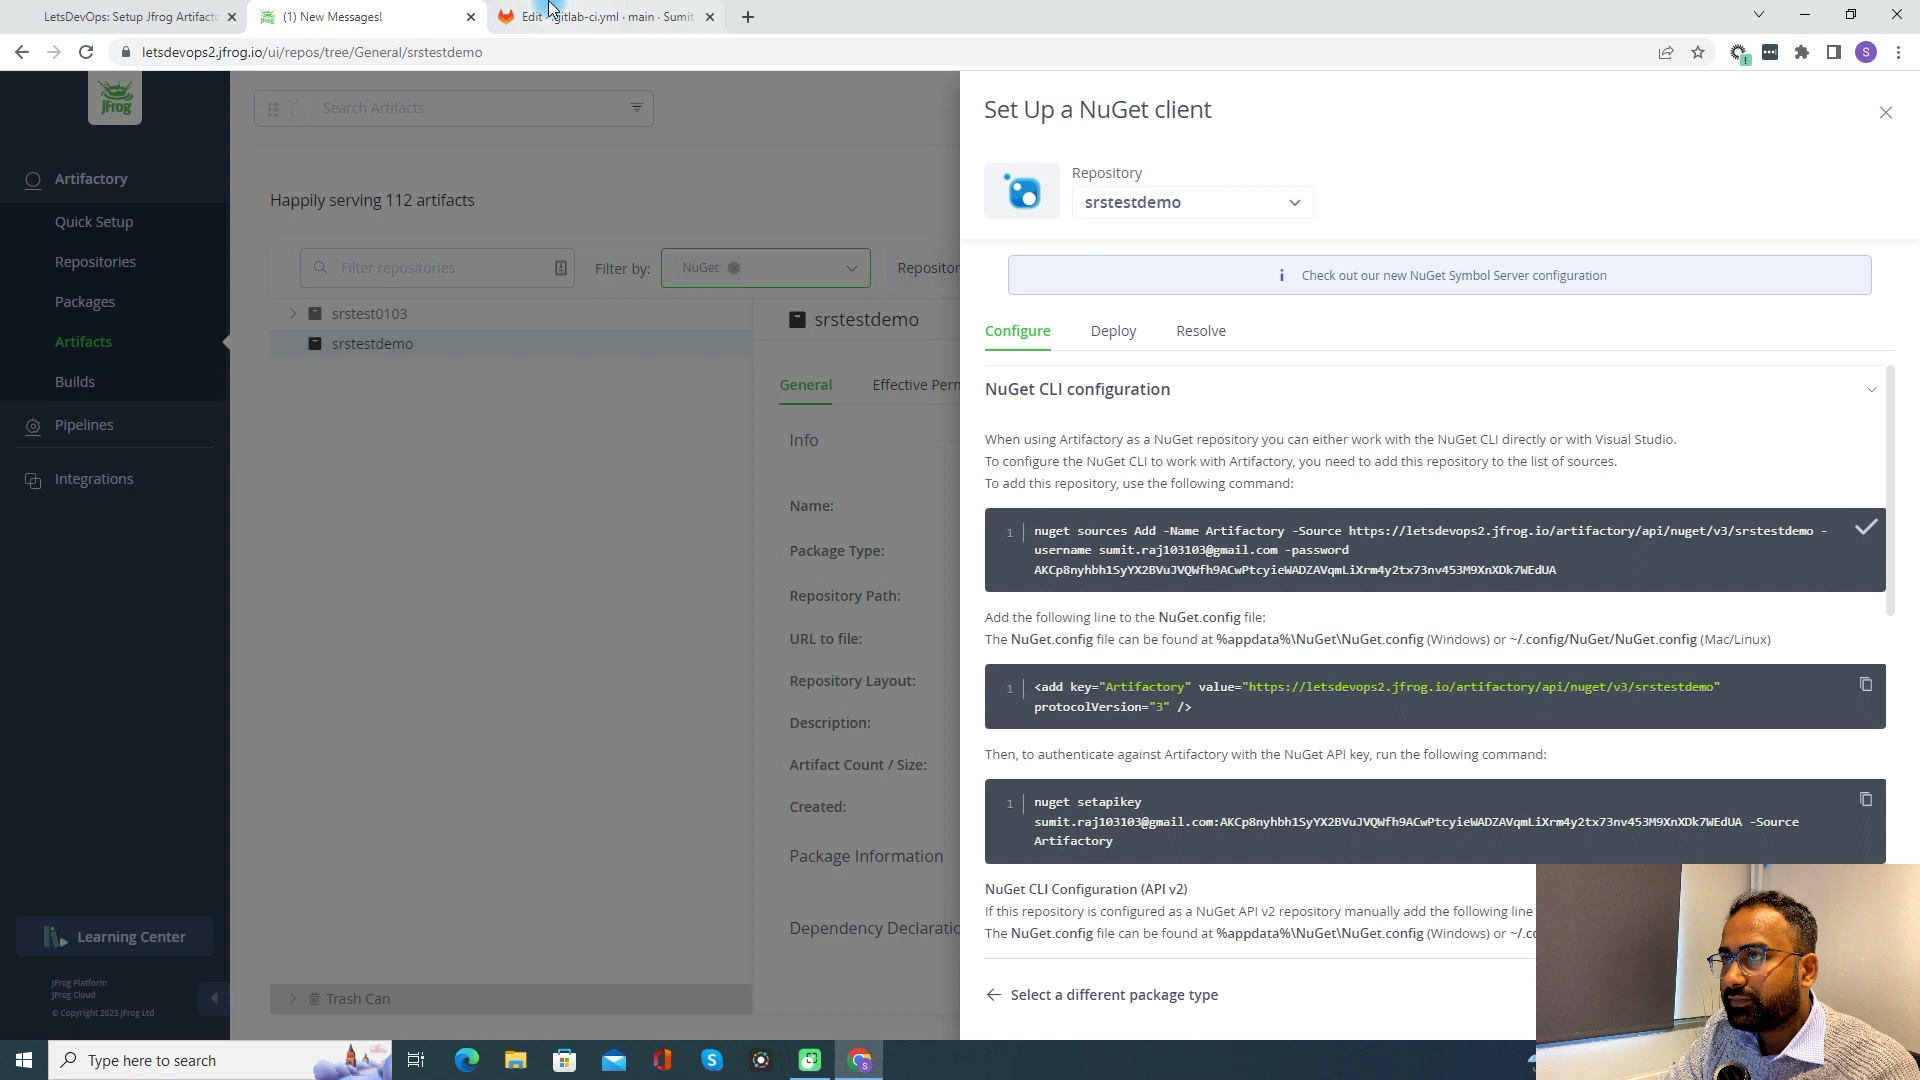 LetsDevOps: Setup Jfrog Artifact
(1) New Messages!
Edit · .gitlab-ci.yml · main · Sumit
letsdevops2.jfrog.io/ui/repos/tree/General/srstestdemo
S
JFrog
Artifactory
Quick Setup
Repositories
Packages
Artifacts
Builds
Pipelines
Integrations
Learning Center
JFrog Platform
JFrog Cloud
© Copyright 2023 JFrog Ltd
Search Artifacts
Happily serving 112 artifacts
Filter repositories
Filter by:
NuGet
Repositor
srstest0103
srstestdemo
Trash Can
srstestdemo
General
Effective Perm
Info
Name:
Package Type:
Repository Path:
URL to file:
Repository Layout:
Description:
Artifact Count / Size:
Created:
Package Information
Dependency Declaratio
Set Up a NuGet client
Repository
srstestdemo
Check out our new NuGet Symbol Server configuration
Configure
Deploy
Resolve
NuGet CLI configuration
When using Artifactory as a NuGet repository you can either work with the NuGet CLI directly or with Visual Studio.
To configure the NuGet CLI to work with Artifactory, you need to add this repository to the list of sources.
To add this repository, use the following command:
1 nuget sources Add -Name Artifactory -Source https://letsdevops2.jfrog.io/artifactory/api/nuget/v3/srstestdemo -
username sumit.raj103103@gmail.com -password
AKCp8nyhbh1SyYX2BVuJVQWfh9ACwPtcyieWADZAVqmLiXrm4y2tx73nv453M9XnXDk7WEdUA
Add the following line to the NuGet.config file:
The NuGet.config file can be found at %appdata%\NuGet\NuGet.config (Windows) or ~/.config/NuGet/NuGet.config (Mac/Linux)
1 <add key="Artifactory" value="https://letsdevops2.jfrog.io/artifactory/api/nuget/v3/srstestdemo"
protocolVersion="3" />
Then, to authenticate against Artifactory with the NuGet API key, run the following command:
1 nuget setapikey
sumit.raj103103@gmail.com:AKCp8nyhbh1SyYX2BVuJVQWfh9ACwPtcyieWADZAVqmLiXrm4y2tx73nv453M9XnXDk7WEdUA -Source
Artifactory
NuGet CLI Configuration (API v2)
If this repository is configured as a NuGet API v2 repository manually add the following line
The NuGet.config file can be found at %appdata%\NuGet\NuGet.config (Windows) or ~/.co
Select a different package type
Type here to search